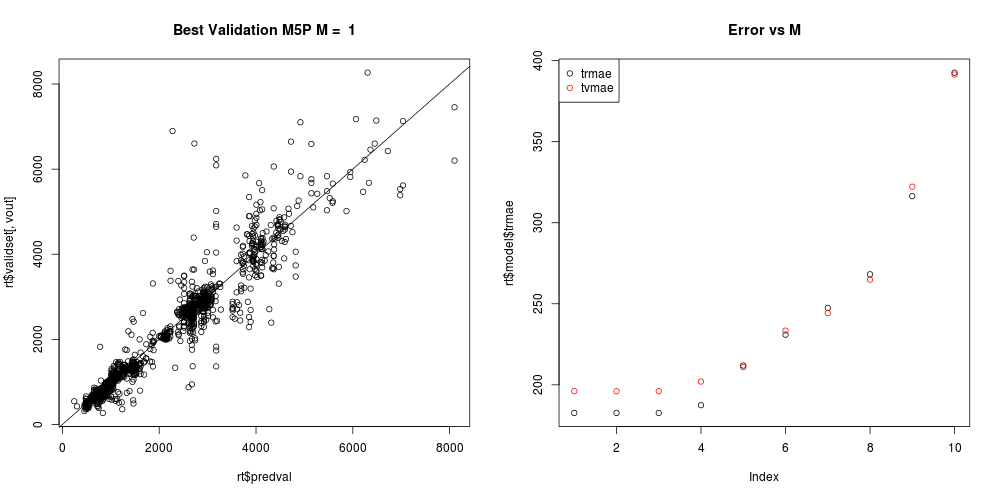 Best Validation M5P M =  1
rt$validset[, vout]
8000
6000
4000
2000
0
0 2000 4000 6000 8000
rt$predval
Error vs M
trmae
tvmae
rt$model$trmae
400
350
300
250
200
2 4 6 8 10
Index